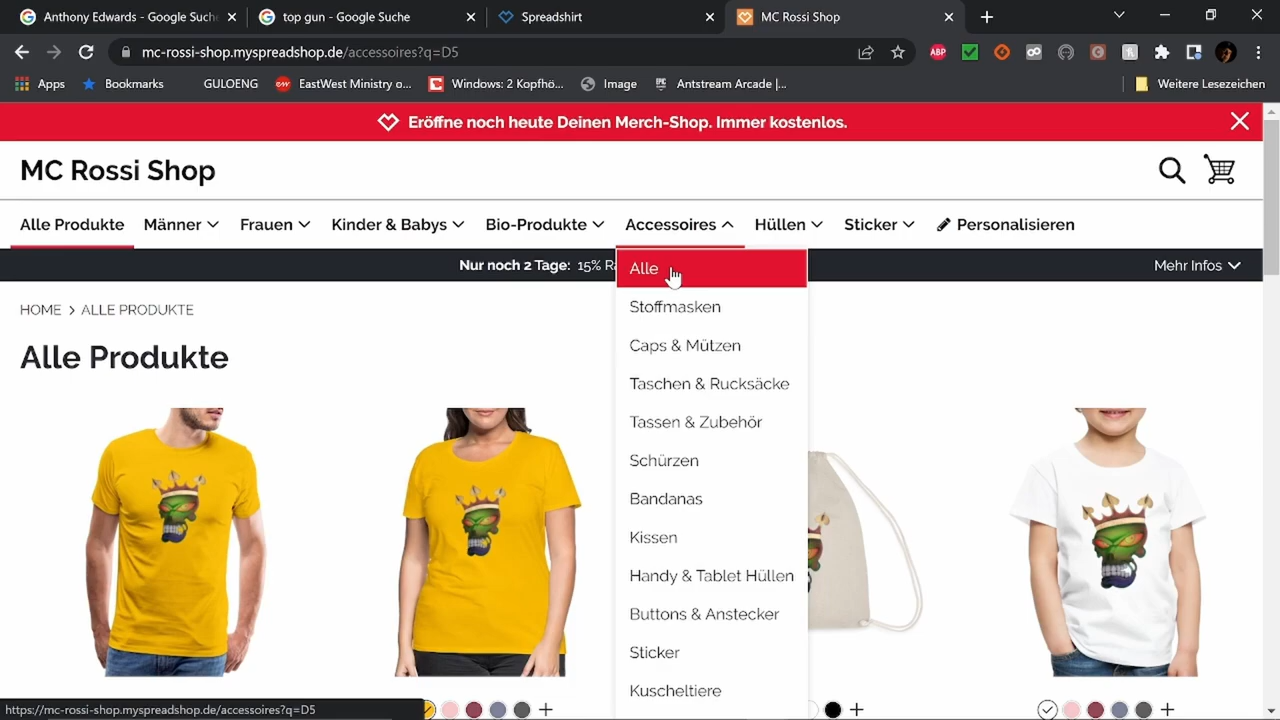 Anthony Edwards - Google Suche
top gun - Google Suche
Spreadshirt
MC Rossi Shop
mc-rossi-shop.myspreadshop.de/accessoires?q=D5
ABP
Apps
Bookmarks
GULOENG
EastWest Ministry o...
Windows: 2 Kopfhö...
Image
Antstream Arcade |...
Weitere Lesezeichen
Eröffne noch heute Deinen Merch-Shop. Immer kostenlos.
MC Rossi Shop
Alle Produkte
Männer
Frauen
Kinder & Babys
Bio-Produkte
Accessoires
Hüllen
Sticker
Personalisieren
Nur noch 2 Tage: 15% Ra
Mehr Infos
Alle
Stoffmasken
Caps & Mützen
Taschen & Rucksäcke
Tassen & Zubehör
Schürzen
Bandanas
Kissen
Handy & Tablet Hüllen
Buttons & Anstecker
Sticker
Kuscheltiere
HOME > ALLE PRODUKTE
Alle Produkte
https://mc-rossi-shop.myspreadshop.de/accessoires?q=D5